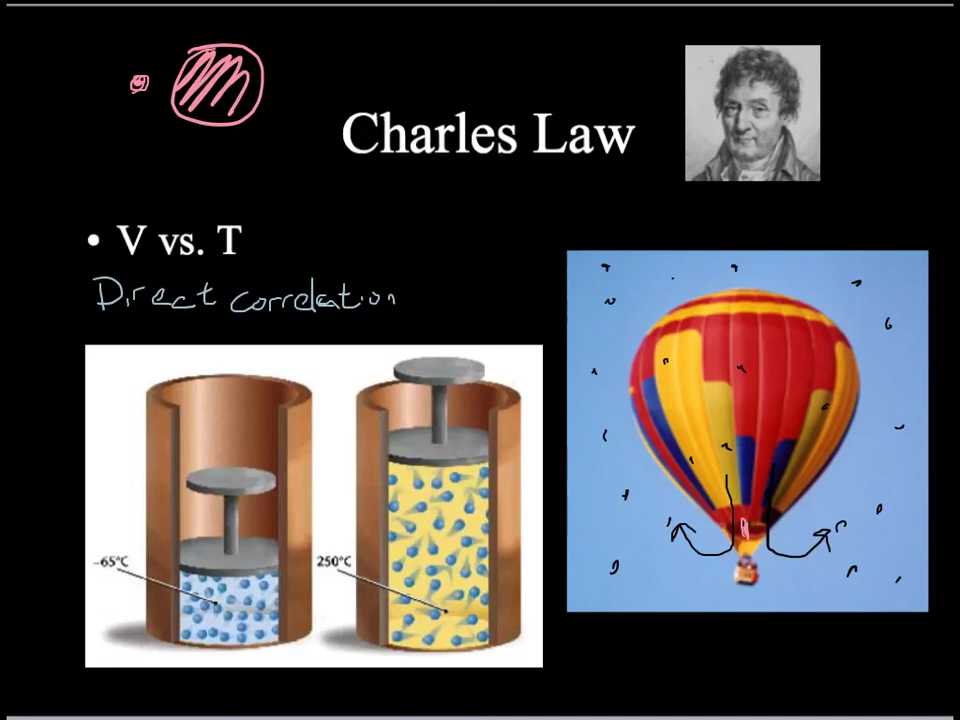 Charles Law
• V vs. T
Direct correlation
-65°C
250°C